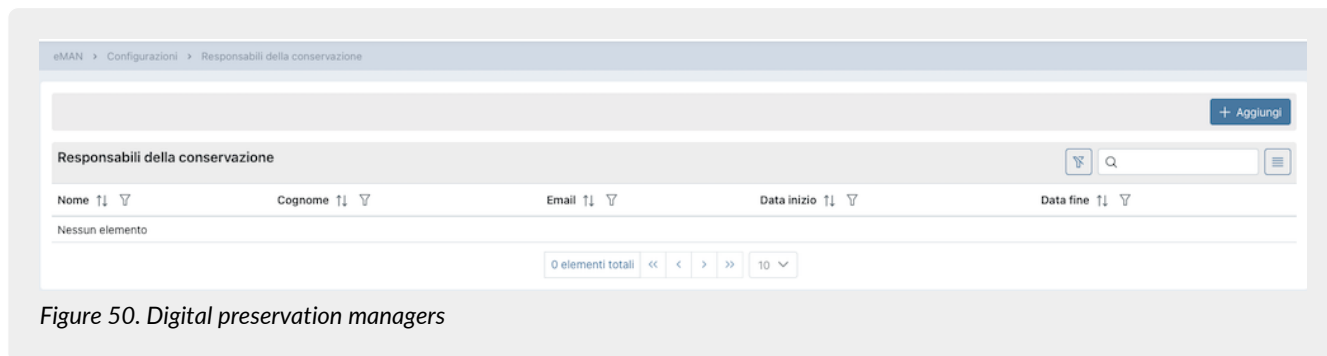 eMAN > Configurazioni > Responsabili della conservazione
+ Aggiungi
Responsabili della conservazione
Nome Cognome Email Data inizio Data fine
Nessun elemento
0 elementi totali « < > » 10
Figure 50. Digital preservation managers